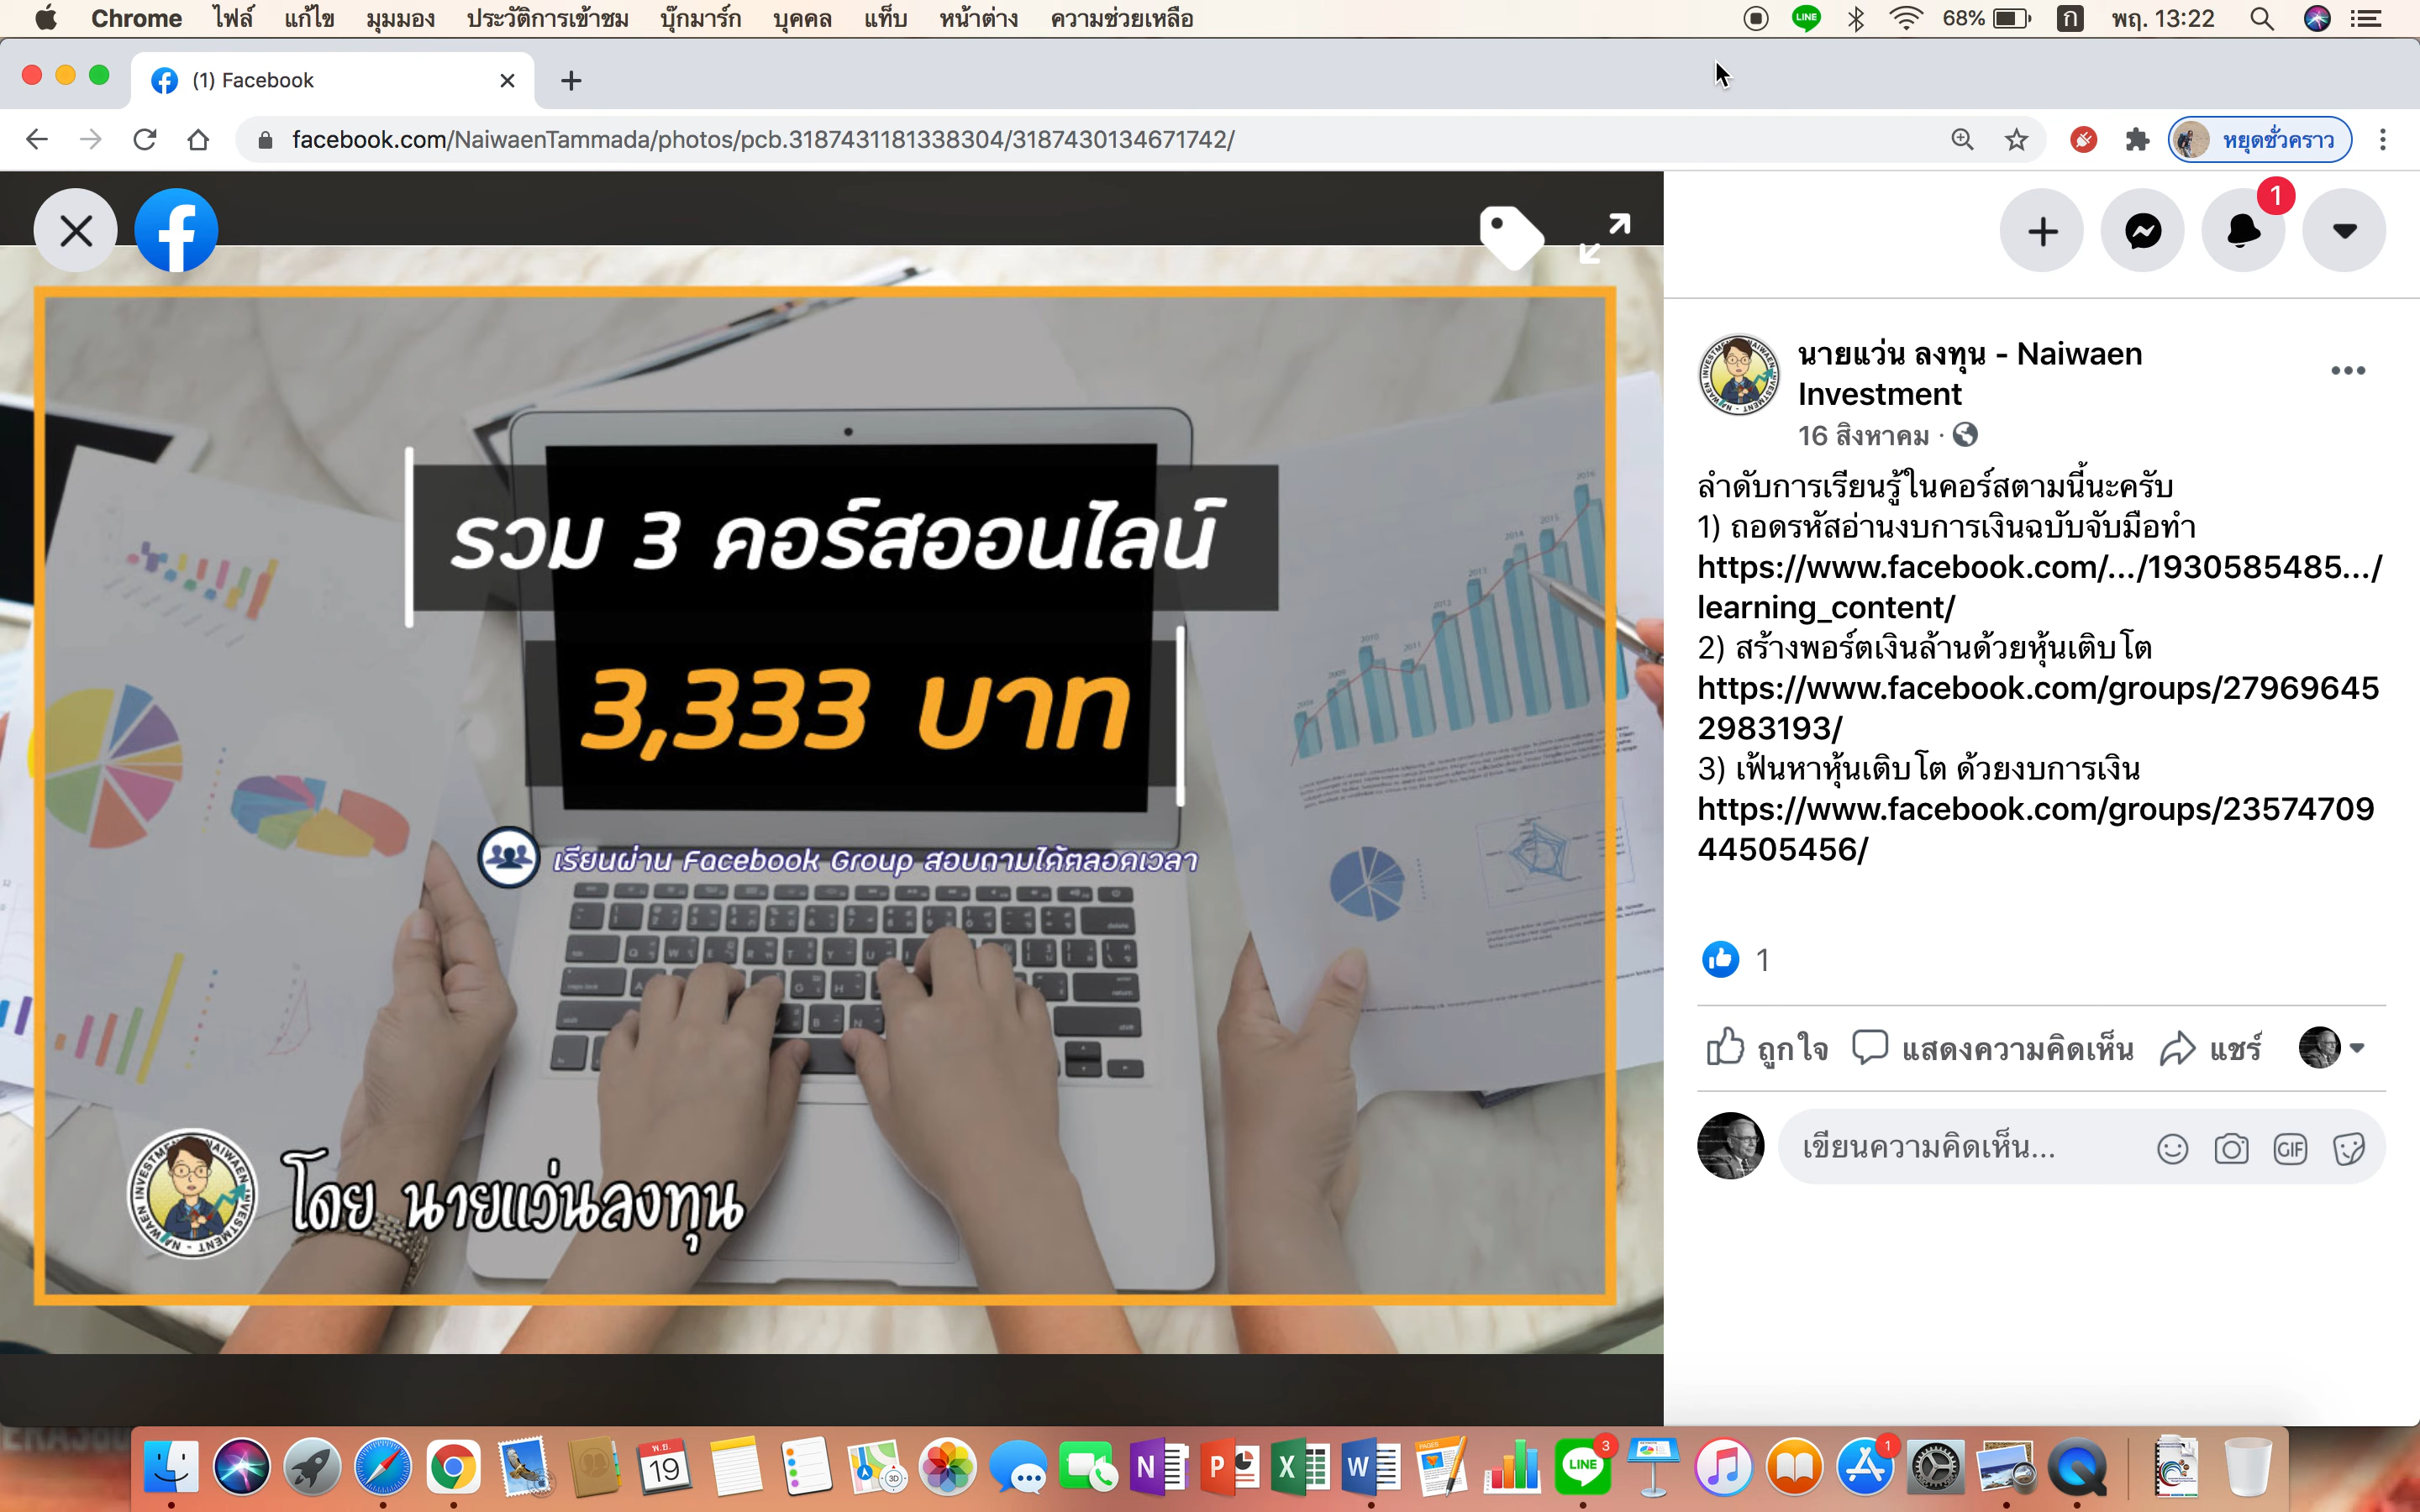 Chrome ไฟล์ แก้ไข มุมมอง ประวัติการเข้าชม บุ๊กมาร์ก บุคคล แท็บ หน้าต่าง ความช่วยเหลือ
LINE 68% ก พฤ. 13:22
(1) Facebook
facebook.com/NaiwaenTammada/photos/pcb.3187431181338304/3187430134671742/
หยุดชั่วคราว
รวม 3 คอร์สออนไลน์
3,333 บาท
เรียนผ่าน Facebook Group สอบถามได้ตลอดเวลา
โดย นายแว่นลงทุน
1
นายแว่น ลงทุน - Naiwaen
Investment
16 สิงหาคม ·
ลำดับการเรียนรู้ในคอร์สตามนี้นะครับ
1) ถอดรหัสอ่านงบการเงินฉบับจับมือทำ
https://www.facebook.com/.../1930585485.../
learning_content/
2) สร้างพอร์ตเงินล้านด้วยหุ้นเติบโต
https://www.facebook.com/groups/27969645
2983193/
3) เฟ้นหาหุ้นเติบโต ด้วยงบการเงิน
https://www.facebook.com/groups/23574709
44505456/
1
ถูกใจ แสดงความคิดเห็น แชร์
เขียนความคิดเห็น...
GIF
พ.ย.
19
3D
N P X W PAGES LINE 3 1